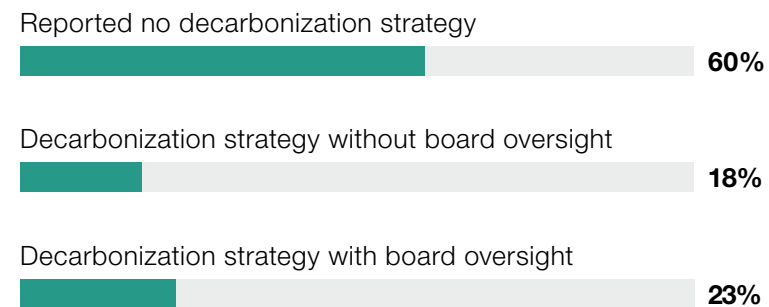 Reported no decarbonization strategy
60%
Decarbonization strategy without board oversight
18%
Decarbonization strategy with board oversight
23%